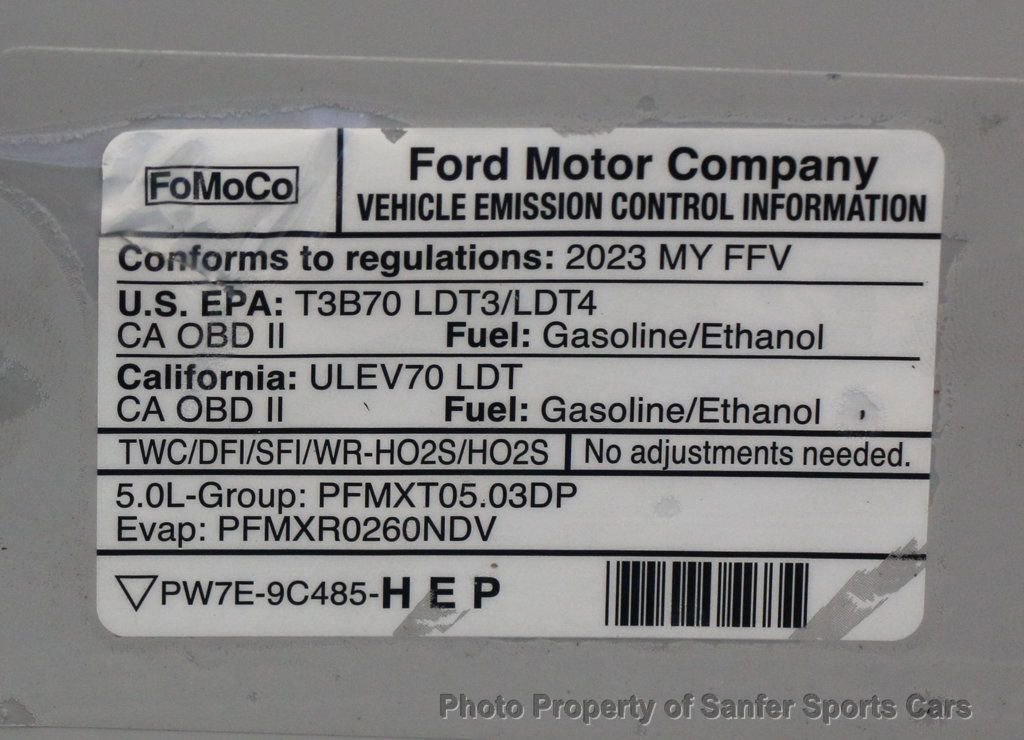 FoMoCo
Ford Motor Company
VEHICLE EMISSION CONTROL INFORMATION
Conforms to regulations: 2023 MY FFV
U.S. EPA: T3B70 LDT3/LDT4
CA OBD II Fuel: Gasoline/Ethanol
California: ULEV70 LDT
CA OBD II Fuel: Gasoline/Ethanol
TWC/DFI/SFI/WR-HO2S/HO2S No adjustments needed.
5.0L-Group: PFMXT05.03DP
Evap: PFMXR0260NDV
PW7E-9C485-H E P
Photo Property of Sanfer Sports Cars